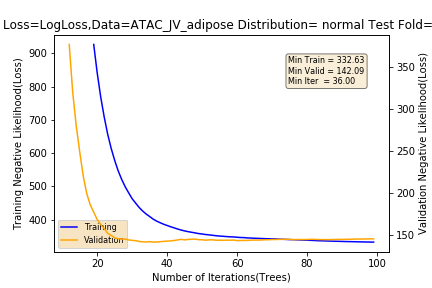 Loss=LogLoss,Data=ATAC_JV_adipose Distribution= normal Test Fold=
Training Negative Likelihood(Loss)
900
800
700
600
500
400
Min Train = 332.63
Min Valid = 142.09
Min Iter = 36.00
Training
Validation
350
300
250
200
150
Validation Negative Likelihood(Loss)
20
40
60
80
100
Number of Iterations(Trees)